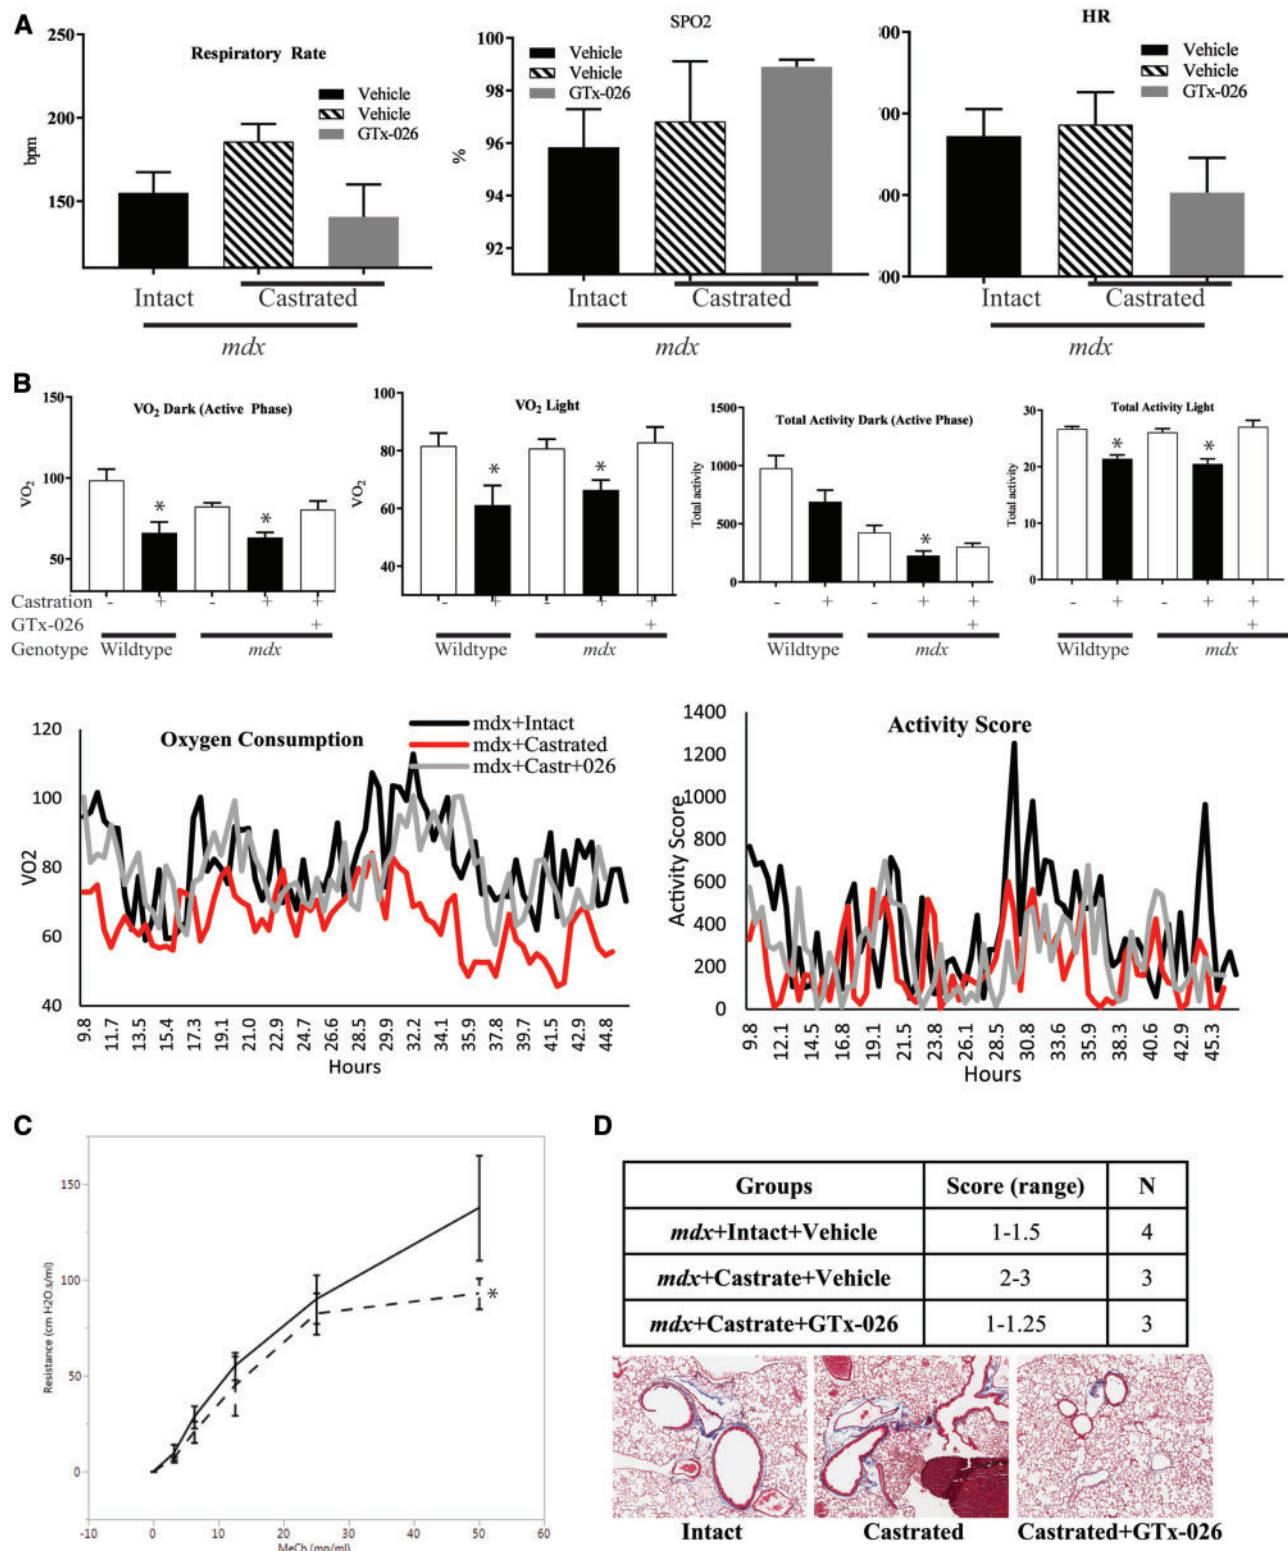 A
Respiratory Rate
Vehicle
Vehicle
GTx-026
bpm
250
200
150
Intact
Castrated
mdx
SPO2
Vehicle
Vehicle
GTx-026
%
100
98
96
94
92
Intact
Castrated
mdx
HR
Vehicle
Vehicle
GTx-026
Intact
Castrated
mdx
B
VO2 Dark (Active Phase)
VO2
150
100
50
VO2 Light
VO2
100
80
60
40
Total Activity Dark (Active Phase)
Total activity
1500
1000
500
0
Total Activity Light
Total activity
30
20
10
0
* * * * * * *
Castration - + - + + - + - + + - + - + + - + - + +
GTx-026 + + + +
Genotype Wildtype mdx Wildtype mdx Wildtype mdx Wildtype mdx
Oxygen Consumption
mdx+Intact
mdx+Castrated
mdx+Castr+026
VO2
120
100
80
60
40
9.8 11.7 13.5 15.4 17.3 19.1 21.0 22.9 24.7 26.6 28.5 30.4 32.2 34.1 35.9 37.8 39.7 41.5 42.9 44.8
Hours
Activity Score
Activity Score
1400
1200
1000
800
600
400
200
0
9.8 12.1 14.5 16.8 19.1 21.5 23.8 26.1 28.5 30.8 33.5 35.9 38.3 40.6 42.9 45.3
Hours
C
Resistance (cm H2O.s/ml)
150
100
50
0
*
-10 0 10 20 30 40 50 60
MeCh (mg/ml)
D
Groups Score (range) N
mdx+Intact+Vehicle 1-1.5 4
mdx+Castrate+Vehicle 2-3 3
mdx+Castrate+GTx-026 1-1.25 3
Intact Castrated Castrated+GTx-026